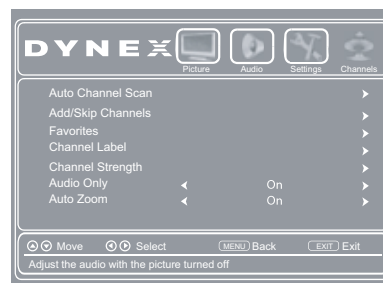 DYNEX
Picture Audio Settings Channels
Auto Channel Scan
Add/Skip Channels
Favorites
Channel Label
Channel Strength
Audio Only On
Auto Zoom On
Move Select MENU Back EXIT Exit
Adjust the audio with the picture turned off